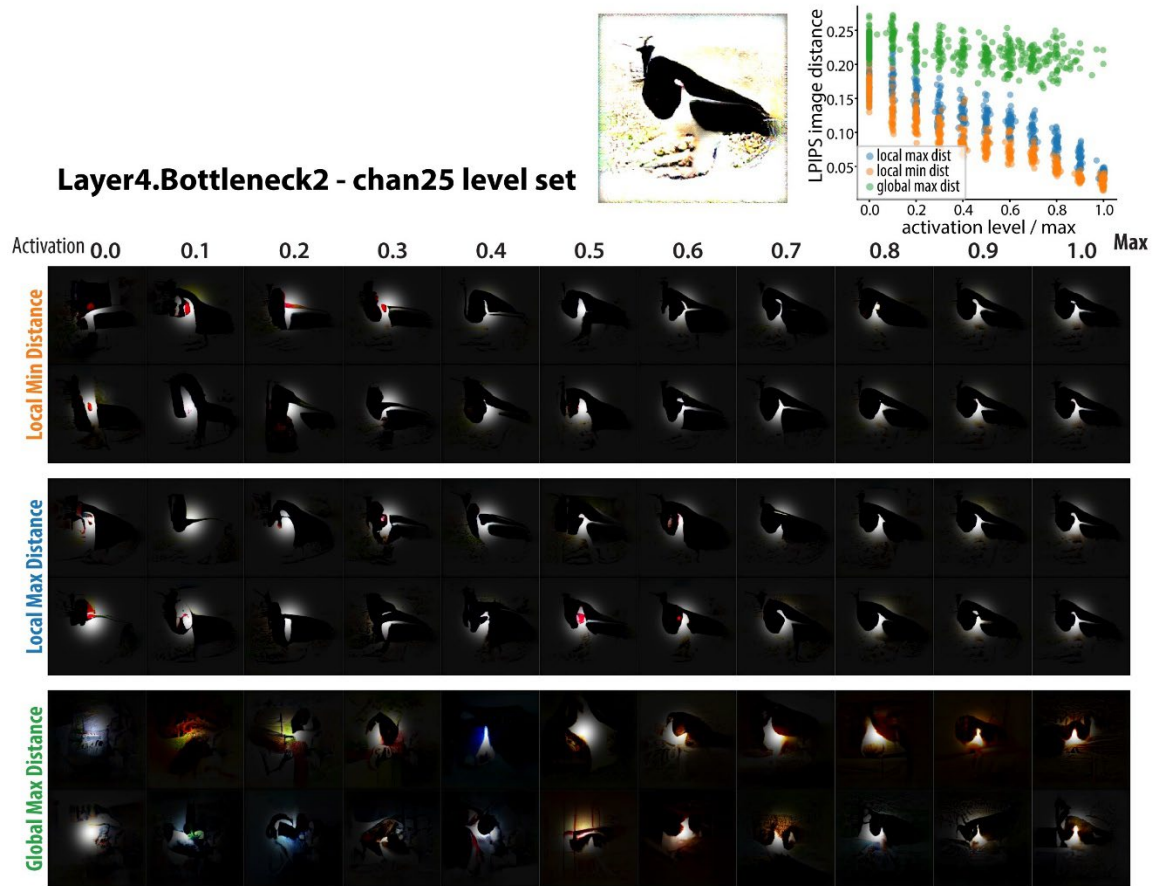 Layer4.Bottleneck2 - chan25 level set
LPIPS image distance
0.25
0.20
0.15
0.10
0.05
local max dist
local min dist
global max dist
0.0 0.2 0.4 0.6 0.8 1.0
activation level / max
Activation 0.0 0.1 0.2 0.3 0.4 0.5 0.6 0.7 0.8 0.9 1.0 Max
Local Min Distance
Local Max Distance
Global Max Distance